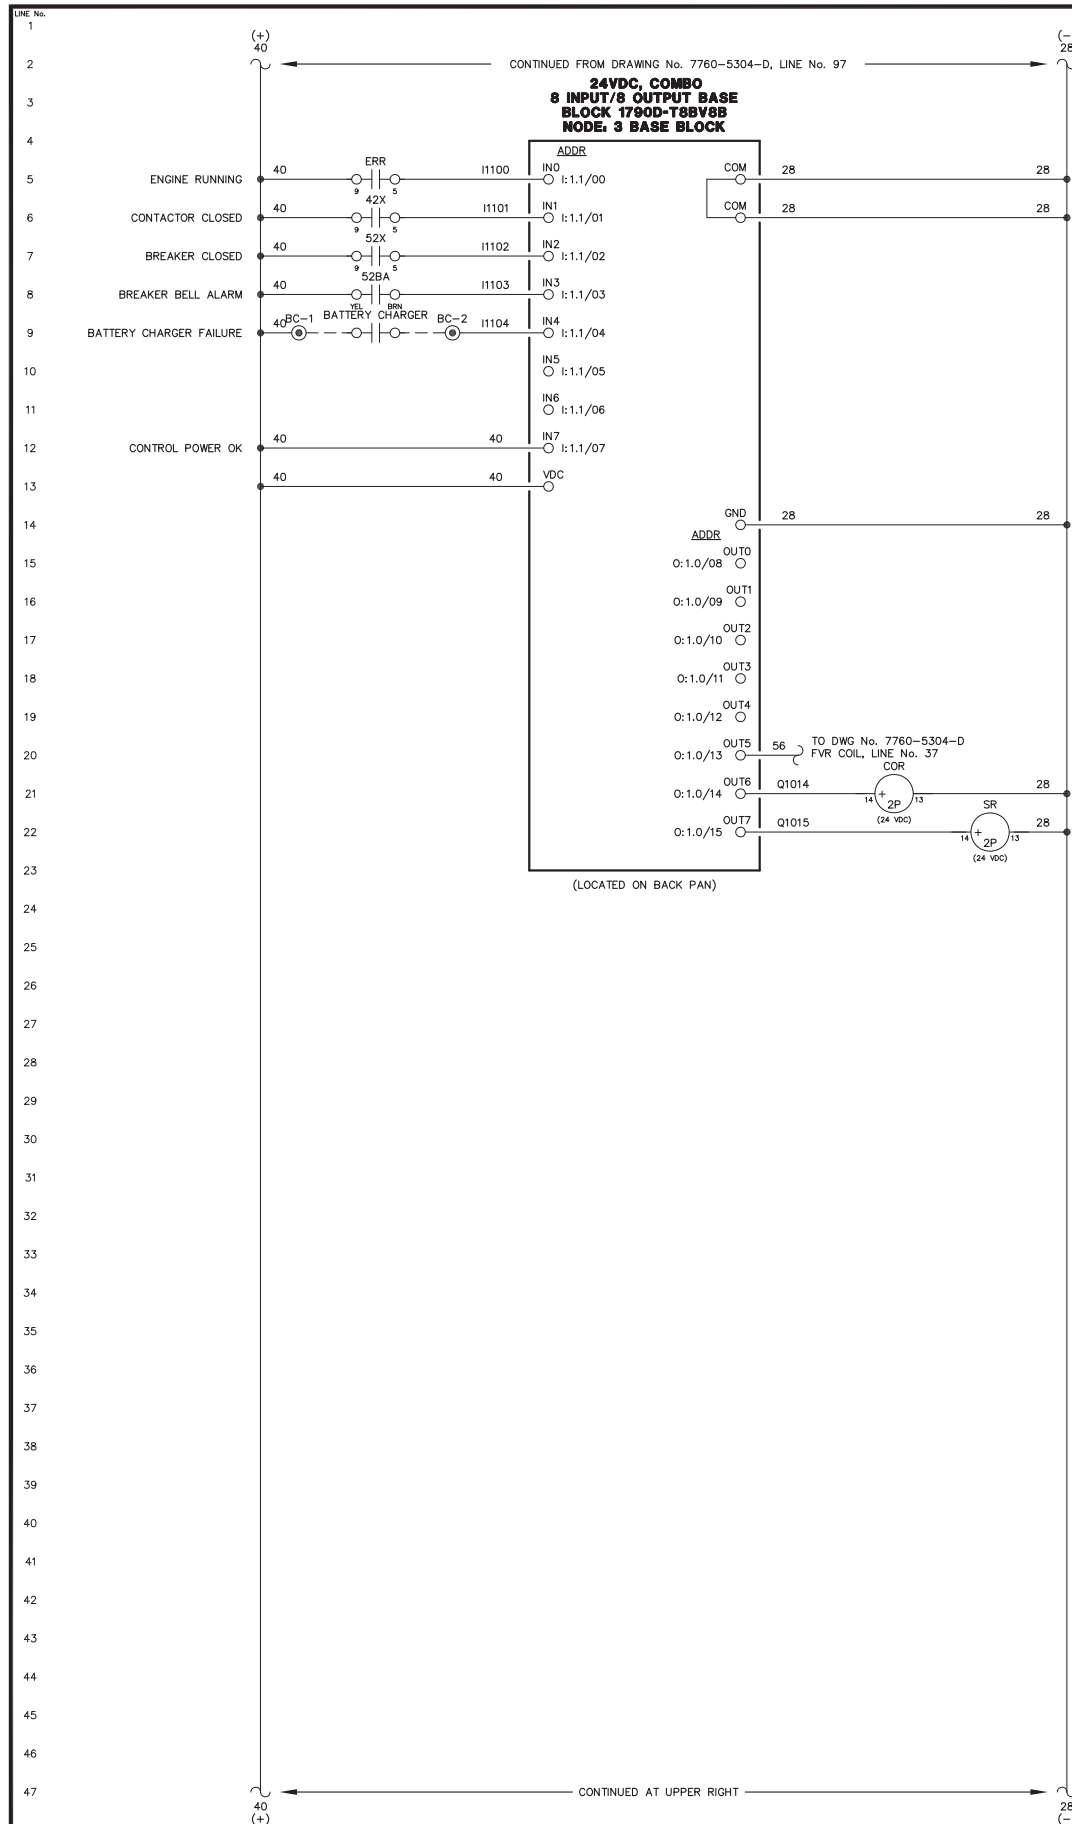 LINE No.
1
(+)
40
(-
28
2 CONTINUED FROM DRAWING No. 7760-5304-D, LINE No. 97
24VDC, COMBO
3 8 INPUT/8 OUTPUT BASE
BLOCK 1790D-T8BV8B
NODE: 3 BASE BLOCK
4
ADDR
ERR
5 ENGINE RUNNING 40 9 5 I1100 IN0 I:1.1/00 COM 28 28
42X
6 CONTACTOR CLOSED 40 9 5 I1101 IN1 I:1.1/01 COM 28 28
52X
7 BREAKER CLOSED 40 9 5 I1102 IN2 I:1.1/02
52BA
8 BREAKER BELL ALARM 40 YEL BRN I1103 IN3 I:1.1/03
BATTERY CHARGER
9 BATTERY CHARGER FAILURE 40 BC-1 BC-2 I1104 IN4 I:1.1/04
10 IN5 I:1.1/05
11 IN6 I:1.1/06
12 CONTROL POWER OK 40 40 IN7 I:1.1/07
13 40 40 VDC
14 GND 28 28
ADDR
15 O:1.0/08 OUT0
16 O:1.0/09 OUT1
17 O:1.0/10 OUT2
18 O:1.0/11 OUT3
19 O:1.0/12 OUT4
20 O:1.0/13 OUT5 56 TO DWG No. 7760-5304-D
FVR COIL, LINE No. 37
COR
21 O:1.0/14 OUT6 Q1014 14 + 2P 13 28
(24 VDC)
SR
22 O:1.0/15 OUT7 Q1015 14 + 2P 13 28
(24 VDC)
23
(LOCATED ON BACK PAN)
24
25
26
27
28
29
30
31
32
33
34
35
36
37
38
39
40
41
42
43
44
45
46
47 CONTINUED AT UPPER RIGHT
40
(+)
28
(-